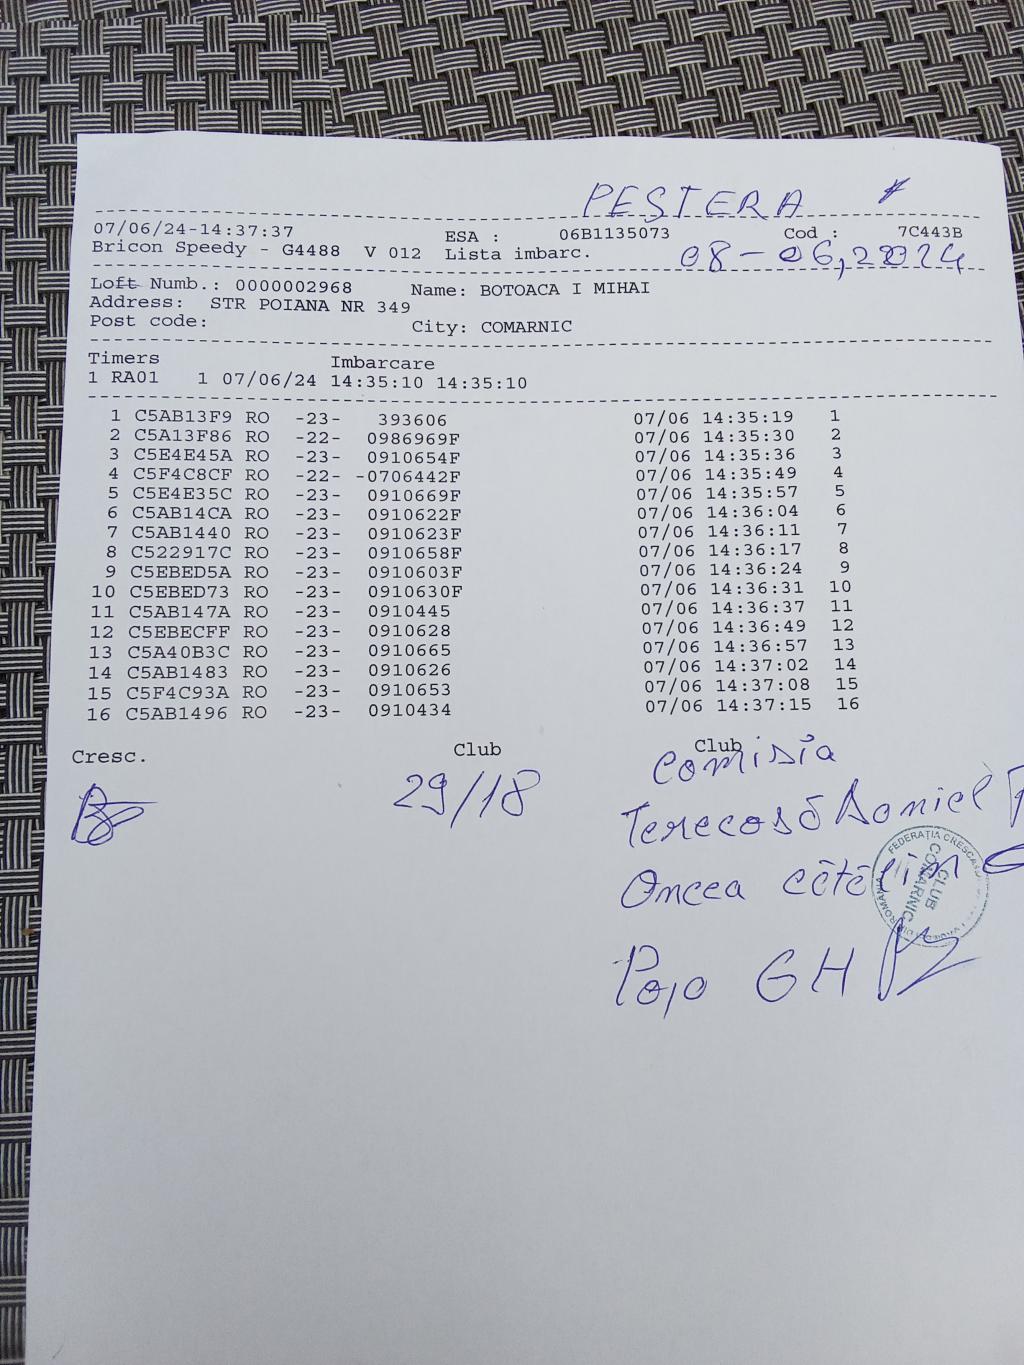 PESTERA
07/06/24-14:37:37 ESA : 06B1135073 Cod : 7C443B
Bricon Speedy - G4488 V 012 Lista imbarc. 08-06,2024
Loft Numb.: 0000002968 Name: BOTOACA I MIHAI
Address: STR POIANA NR 349
Post code: City: COMARNIC
Timers Imbarcare
1 RA01 1 07/06/24 14:35:10 14:35:10
1 C5AB13F9 RO -23- 393606 07/06 14:35:19 1
2 C5A13F86 RO -22- 0986969F 07/06 14:35:30 2
3 C5E4E45A RO -23- 0910654F 07/06 14:35:36 3
4 C5F4C8CF RO -22- -0706442F 07/06 14:35:49 4
5 C5E4E35C RO -23- 0910669F 07/06 14:35:57 5
6 C5AB14CA RO -23- 0910622F 07/06 14:36:04 6
7 C5AB1440 RO -23- 0910623F 07/06 14:36:11 7
8 C522917C RO -23- 0910658F 07/06 14:36:17 8
9 C5EBED5A RO -23- 0910603F 07/06 14:36:24 9
10 C5EBED73 RO -23- 0910630F 07/06 14:36:31 10
11 C5AB147A RO -23- 0910445 07/06 14:36:37 11
12 C5EBECFF RO -23- 0910628 07/06 14:36:49 12
13 C5A40B3C RO -23- 0910665 07/06 14:36:57 13
14 C5AB1483 RO -23- 0910626 07/06 14:37:02 14
15 C5F4C93A RO -23- 0910653 07/06 14:37:08 15
16 C5AB1496 RO -23- 0910434 07/06 14:37:15 16
Cresc. Club Club
29/18 Comisia
Daniel
Oncea
FEDERAȚIA
CLUB
COMARNIC
ROMÂNIA
Popo GH